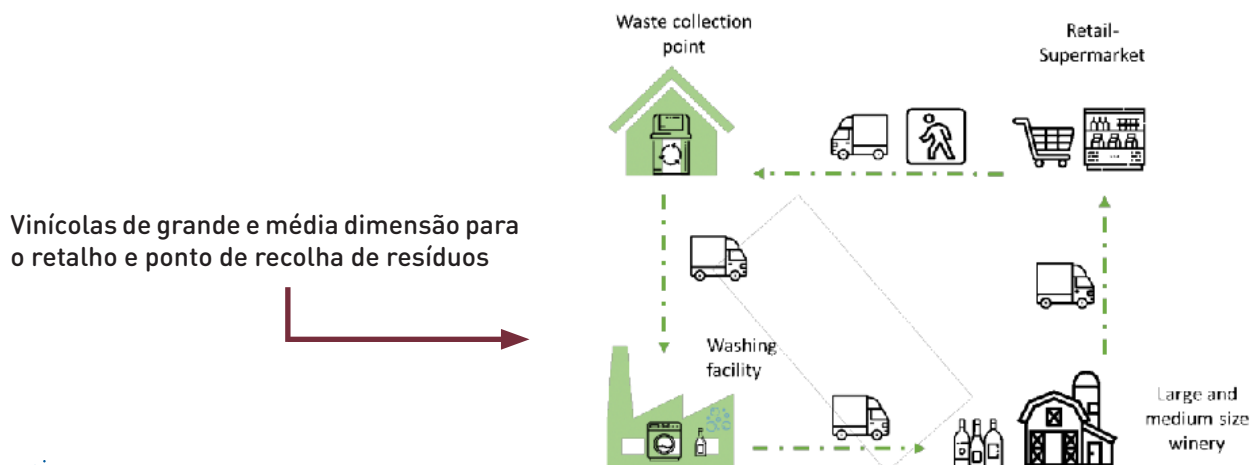 Waste collection
point
Retail-
Supermarket
Vinícolas de grande e média dimensão para
o retalho e ponto de recolha de resíduos
Washing
facility
Large and
medium size
winery